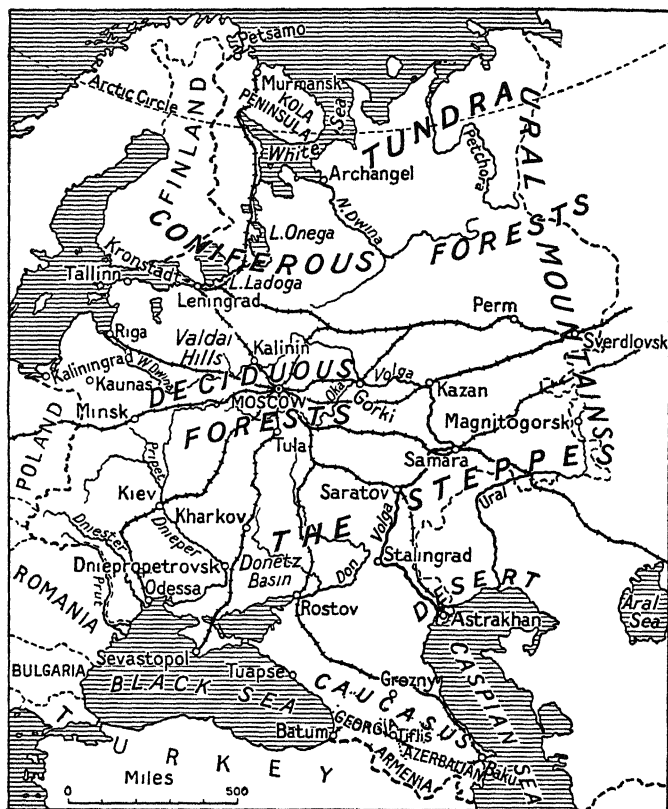 Petsamo
Murmansk
Arctic Circle
KOLA
PENINSULA
FINLAND
White Sea
TUNDRA
URAL MOUNTAINS
Petchora
Archangel
N. Dwina
CONIFEROUS FORESTS
L. Onega
Kronstad
L. Ladoga
Tallinn
Leningrad
Perm
Sverdlovsk
Riga
Valdai
Hills
Kalinin
Kaliningrad
W. Dwina
Kaunas
DECIDUOUS
FORESTS
Volga
Oka
Kazan
MOSCOW
Gorki
Minsk
Magnitogorsk
POLAND
Tula
Samara
Pripet
THE STEPPES
Saratov
Ural
Kiev
Kharkov
Volga
Dnieper
Dniester
Stalingrad
Dniepropetrovsk
Donetz
Basin
Don
Prut
Odessa
DESERT
ROMANIA
Rostov
Astrakhan
Aral
Sea
Sevastopol
BULGARIA
Tuapse
Grozny
BLACK SEA
CAUCASUS
CASPIAN SEA
GEORGIA
Batum
Tiflis
AZERBAIJAN
Baku
ARMENIA
TURKEY
Miles
0 500